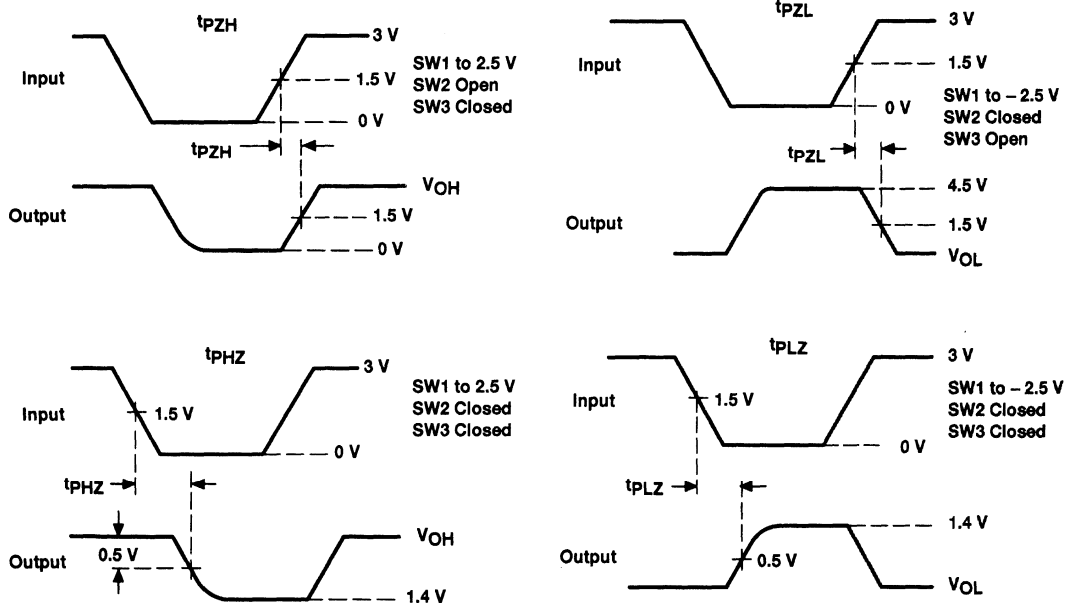 tPZH
3 V
Input
1.5 V
SW1 to 2.5 V
SW2 Open
SW3 Closed
0 V
tPZH
VOH
Output
1.5 V
0 V
tPZL
3 V
Input
1.5 V
SW1 to – 2.5 V
SW2 Closed
SW3 Open
0 V
tPZL
4.5 V
Output
1.5 V
VOL
tPHZ
3 V
Input
1.5 V
SW1 to 2.5 V
SW2 Closed
SW3 Closed
0 V
tPHZ
VOH
0.5 V
Output
1.4 V
tPLZ
3 V
Input
1.5 V
SW1 to – 2.5 V
SW2 Closed
SW3 Closed
0 V
tPLZ
1.4 V
Output
0.5 V
VOL